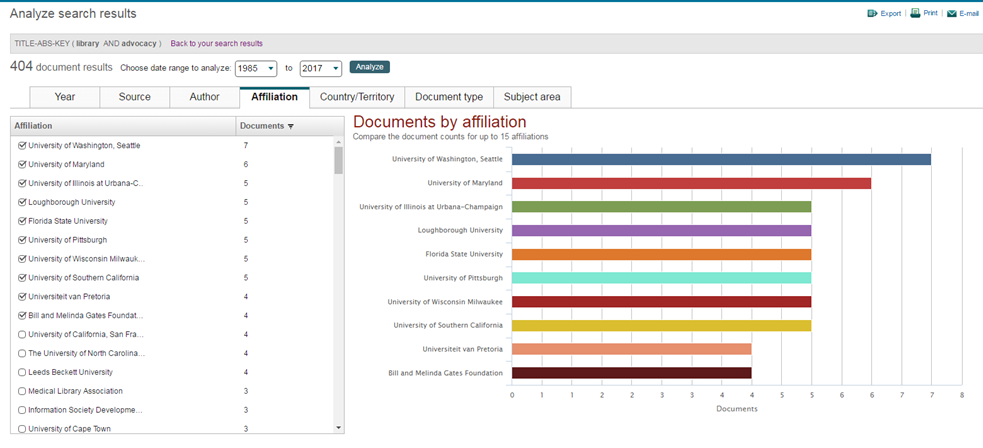 Analyze search results
Export | Print | E-mail
TITLE-ABS-KEY ( library AND advocacy ) Back to your search results
404 document results Choose date range to analyze: 1985 to 2017 Analyze
Year Source Author Affiliation Country/Territory Document type Subject area
Affiliation Documents
University of Washington, Seattle 7
University of Maryland 6
University of Illinois at Urbana-C.. 5
Loughborough University 5
Florida State University 5
University of Pittsburgh 5
University of Wisconsin Milwauk... 5
University of Southern California 5
Universiteit van Pretoria 4
Bill and Melinda Gates Foundat... 4
University of California, San Fra... 4
The University of North Carolina... 4
Leeds Beckett University 4
Medical Library Association 3
Information Society Developme... 3
University of Cape Town 3
Documents by affiliation
Compare the document counts for up to 15 affiliations
University of Washington, Seattle
University of Maryland
University of Illinois at Urbana-Champaign
Loughborough University
Florida State University
University of Pittsburgh
University of Wisconsin Milwaukee
University of Southern California
Universiteit van Pretoria
Bill and Melinda Gates Foundation
0 1 1 2 2 3 3 4 4 5 5 6 6 7 7 8
Documents